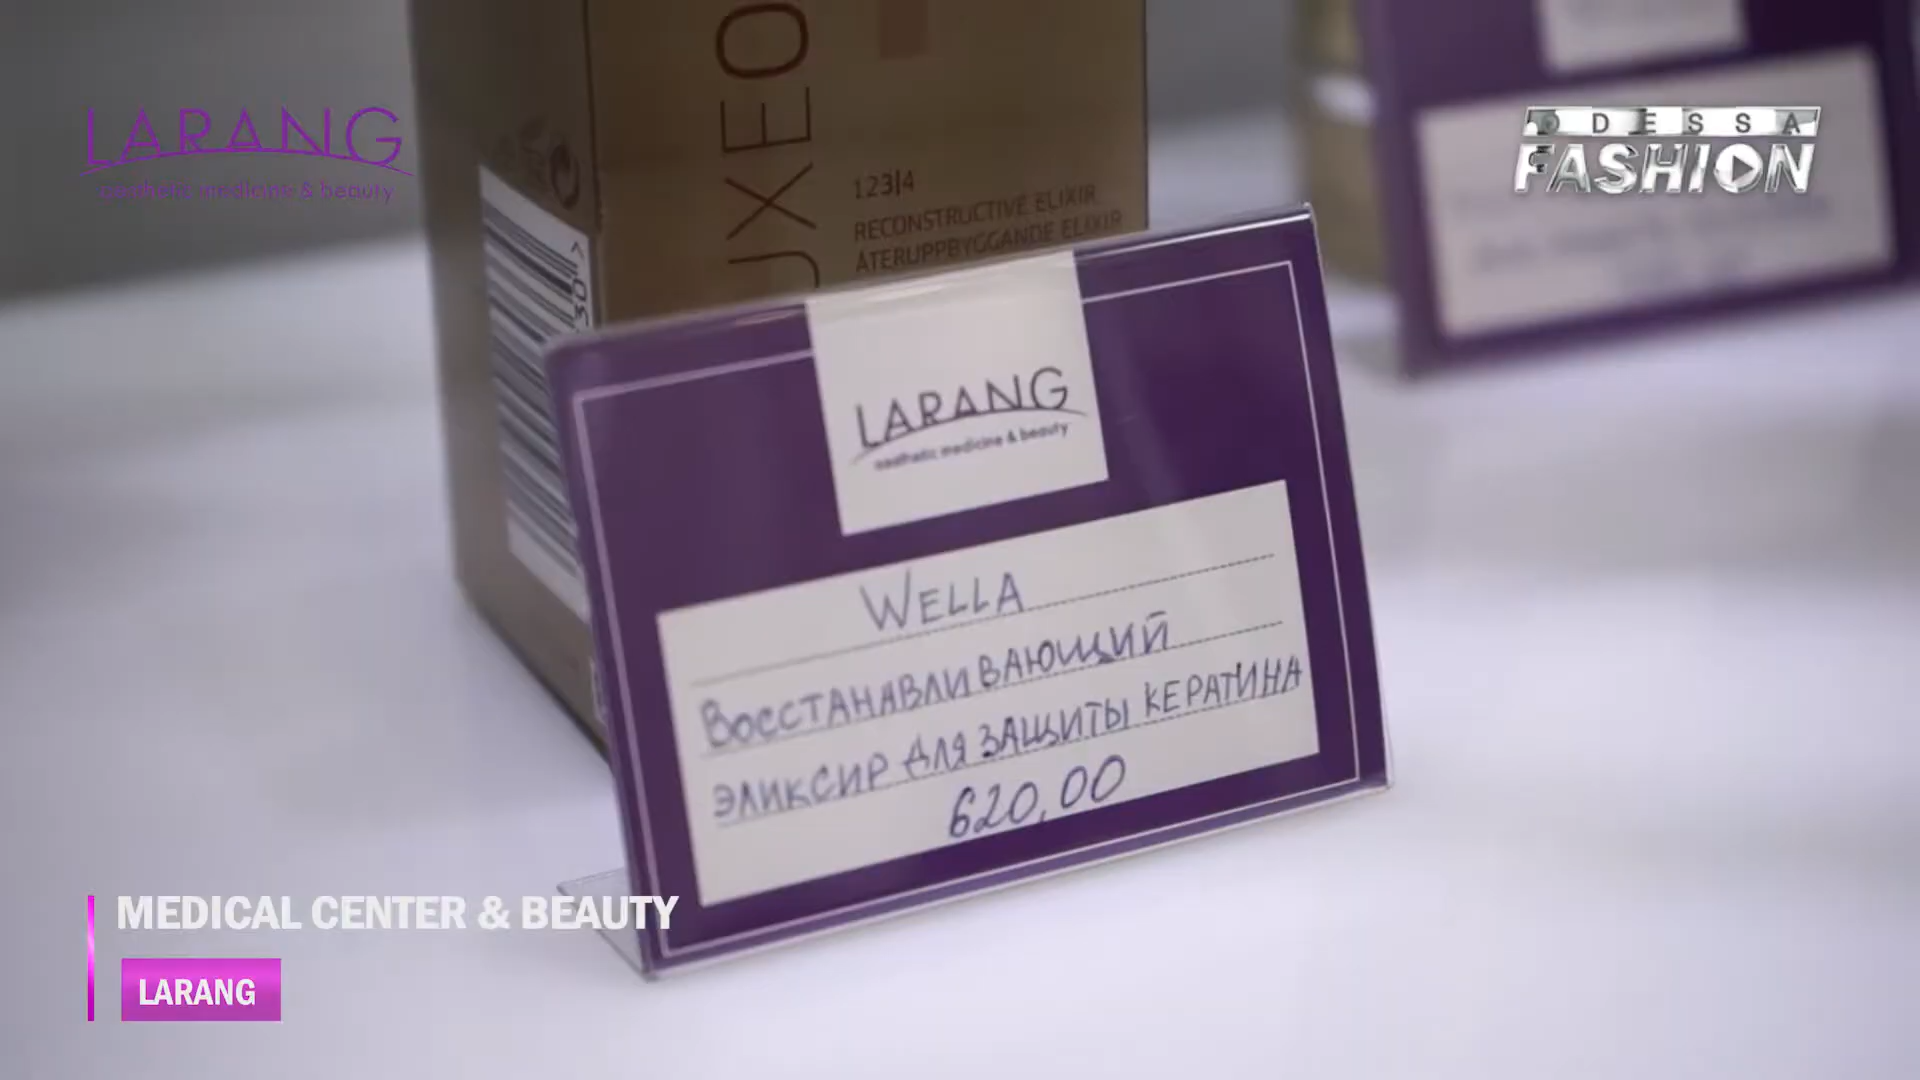 LARANG
aesthetic medicine & beauty
ODESSA
FASHION
UXEO
123|4
RECONSTRUCTIVE ELIXIR
ÅTERUPPBYGGANDE ELIXIR
LARANG
aesthetic medicine & beauty
WELLA
ВОССТАНАВЛИВАЮЩИЙ
ЭЛИКСИР ДЛЯ ЗАЩИТЫ КЕРАТИНА
620,00
MEDICAL CENTER & BEAUTY
LARANG